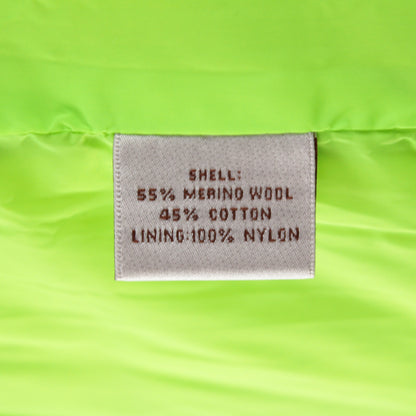 SHELL:
55% MERINO WOOL
45% COTTON
LINING:100% NYLON